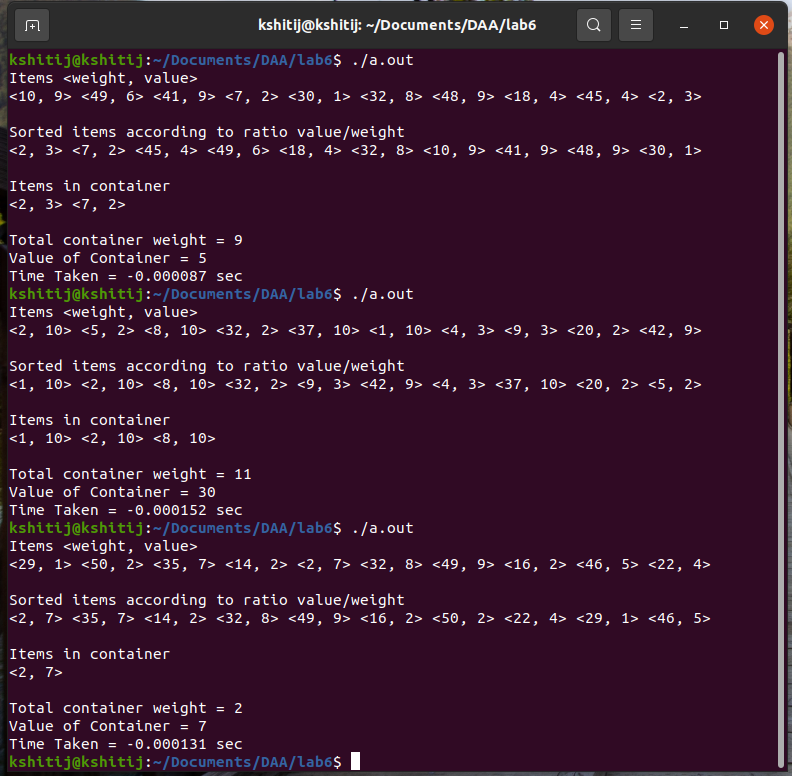 kshitij@kshitij: ~/Documents/DAA/lab6
kshitij@kshitij:~/Documents/DAA/lab6$ ./a.out
Items <weight, value>
<10, 9> <49, 6> <41, 9> <7, 2> <30, 1> <32, 8> <48, 9> <18, 4> <45, 4> <2, 3>
Sorted items according to ratio value/weight
<2, 3> <7, 2> <45, 4> <49, 6> <18, 4> <32, 8> <10, 9> <41, 9> <48, 9> <30, 1>
Items in container
<2, 3> <7, 2>
Total container weight = 9
Value of Container = 5
Time Taken = -0.000087 sec
kshitij@kshitij:~/Documents/DAA/lab6$ ./a.out
Items <weight, value>
<2, 10> <5, 2> <8, 10> <32, 2> <37, 10> <1, 10> <4, 3> <9, 3> <20, 2> <42, 9>
Sorted items according to ratio value/weight
<1, 10> <2, 10> <8, 10> <32, 2> <9, 3> <42, 9> <4, 3> <37, 10> <20, 2> <5, 2>
Items in container
<1, 10> <2, 10> <8, 10>
Total container weight = 11
Value of Container = 30
Time Taken = -0.000152 sec
kshitij@kshitij:~/Documents/DAA/lab6$ ./a.out
Items <weight, value>
<29, 1> <50, 2> <35, 7> <14, 2> <2, 7> <32, 8> <49, 9> <16, 2> <46, 5> <22, 4>
Sorted items according to ratio value/weight
<2, 7> <35, 7> <14, 2> <32, 8> <49, 9> <16, 2> <50, 2> <22, 4> <29, 1> <46, 5>
Items in container
<2, 7>
Total container weight = 2
Value of Container = 7
Time Taken = -0.000131 sec
kshitij@kshitij:~/Documents/DAA/lab6$